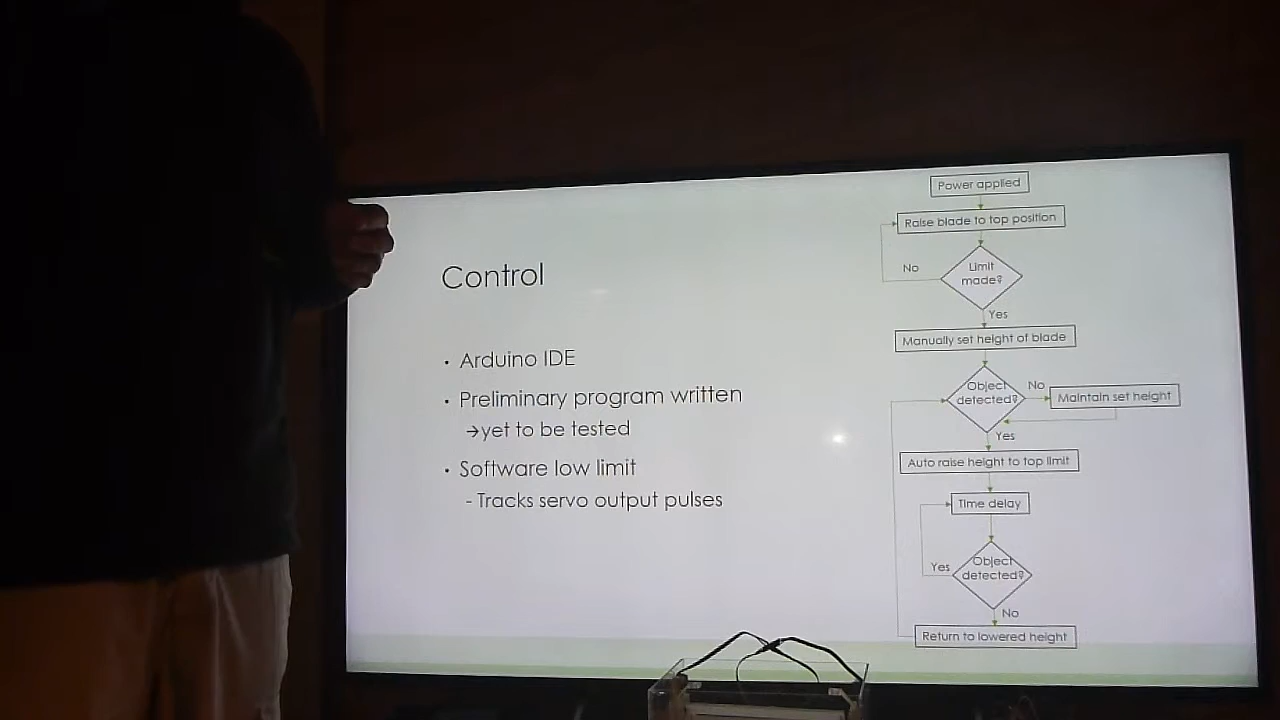 Control
• Arduino IDE
• Preliminary program written
→yet to be tested
• Software low limit
- Tracks servo output pulses
Power applied
Raise blade to top position
Limit
made?
No
Yes
Manually set height of blade
Object
detected?
No
Maintain set height
Yes
Auto raise height to top limit
Time delay
Object
detected?
Yes
No
Return to lowered height